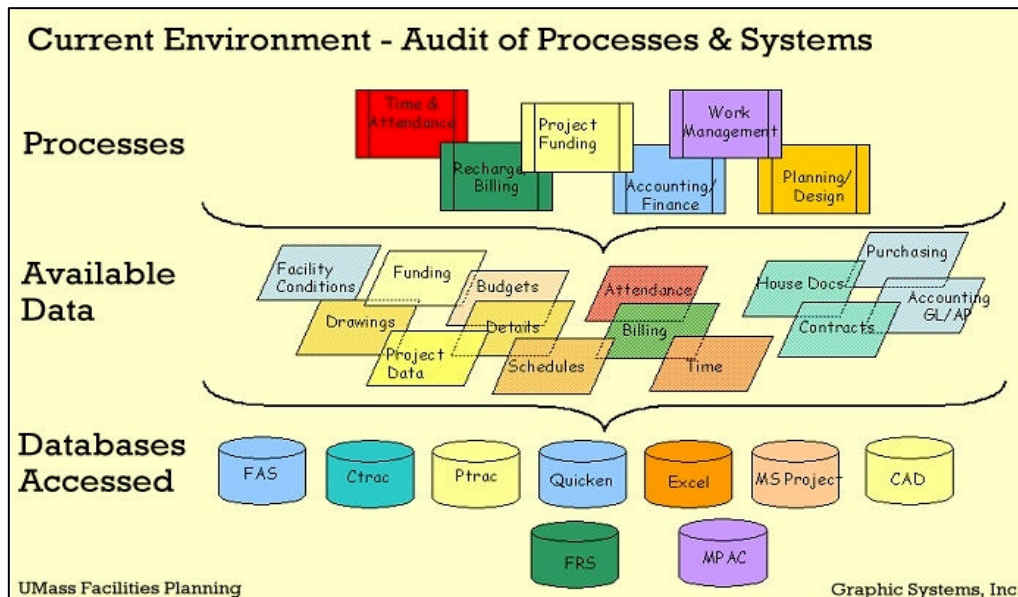 Current Environment - Audit of Processes & Systems
Processes
Time &
Attendance
Recharge/
Billing
Project
Funding
Accounting/
Finance
Work
Management
Planning/
Design
Available
Data
Facility
Conditions
Funding
Budgets
Drawings
Details
Project
Data
Schedules
Attendance
Billing
Time
House Docs
Purchasing
Contracts
Accounting
GL/AP
Databases
Accessed
FAS
Ctrac
Ptrac
Quicken
Excel
MS Project
CAD
FRS
MPAC
UMass Facilities Planning
Graphic Systems, Inc